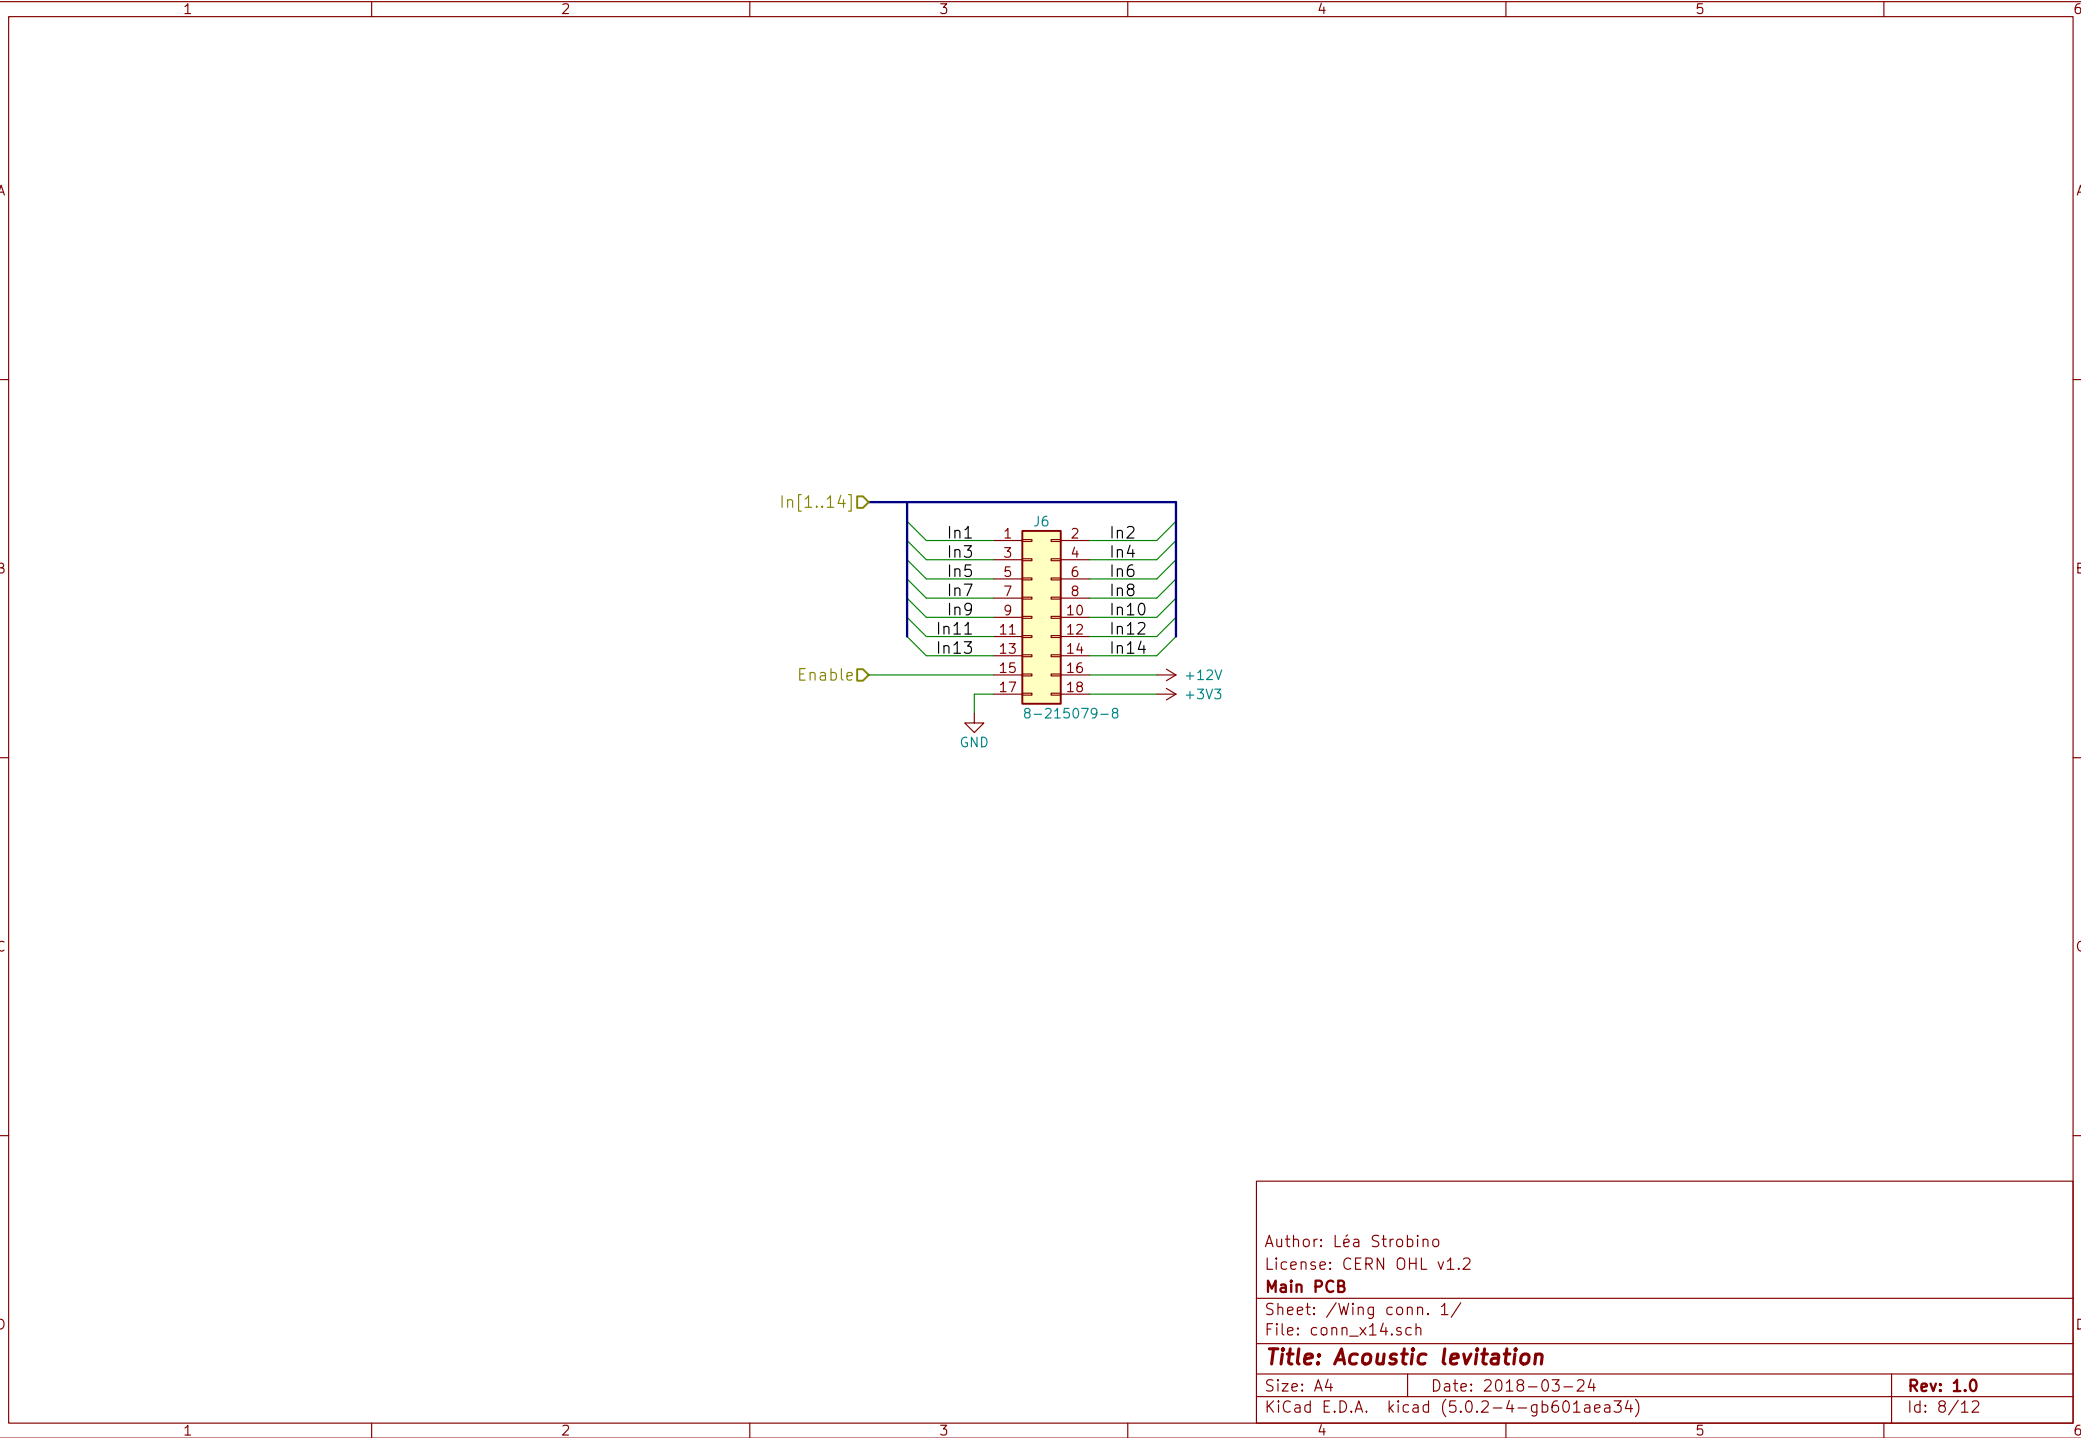 1 2 3 4 5 6
A A
In[1..14]
J6
In1 1 2 In2
In3 3 4 In4
In5 5 6 In6
B B
In7 7 8 In8
In9 9 10 In10
In11 11 12 In12
In13 13 14 In14
Enable 15 16 +12V
17 18 +3V3
8-215079-8
GND
C C
Author: Léa Strobino
License: CERN OHL v1.2
Main PCB
Sheet: /Wing conn. 1/
File: conn_x14.sch
D D
Title: Acoustic levitation
Size: A4 Date: 2018-03-24 Rev: 1.0
KiCad E.D.A. kicad (5.0.2-4-gb601aea34) Id: 8/12
1 2 3 4 5 6